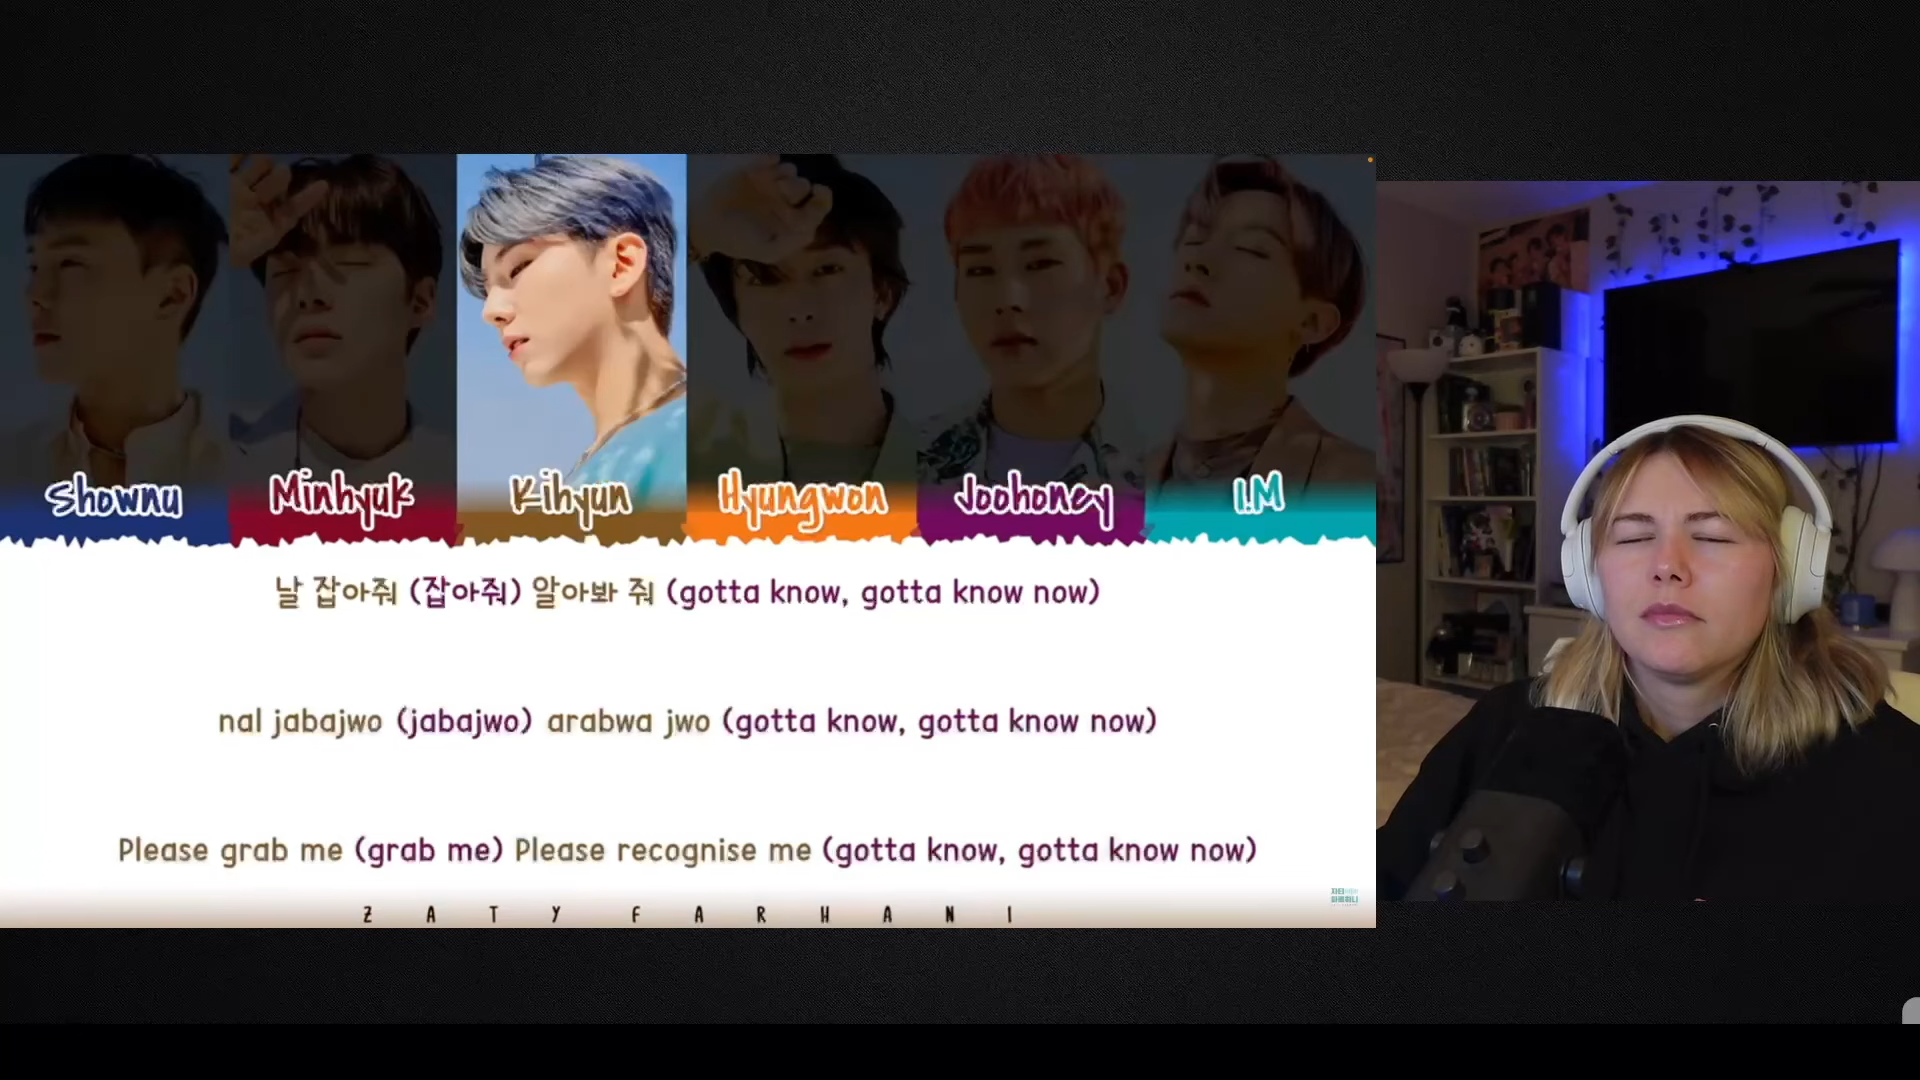 Shownu
Minhyuk
Kihyun
Hyungwon
Joohoney
I.M
날 잡아줘 (잡아줘) 알아봐 줘 (gotta know, gotta know now)
nal jabajwo (jabajwo) arabwa jwo (gotta know, gotta know now)
Please grab me (grab me) Please recognise me (gotta know, gotta know now)
ZATY FARHANI